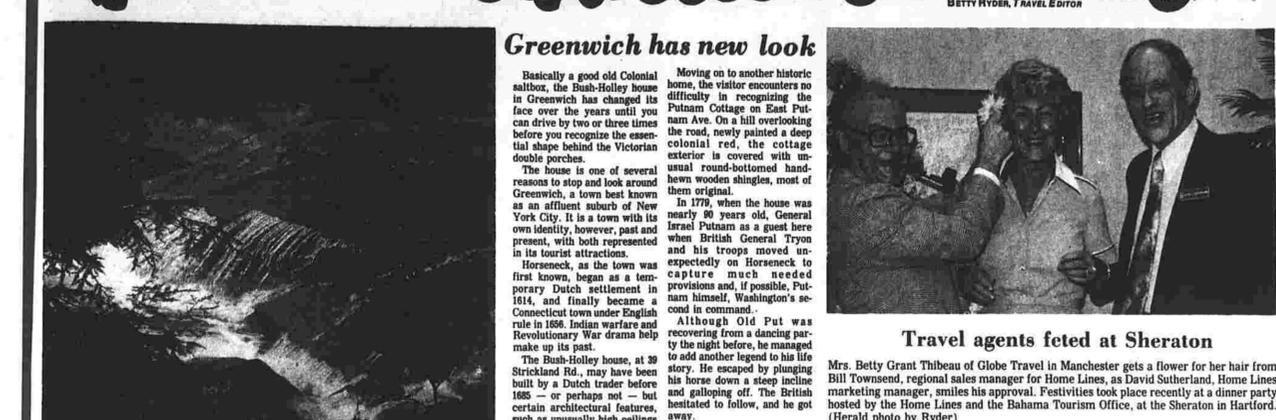 BETTY RYDER, TRAVEL EDITOR
Greenwich has new look
Basically a good old Colonial
saltbox, the Bush-Holley house
in Greenwich has changed its
face over the years until you
can drive by two or three times
before you recognize the essen-
tial shape behind the Victorian
double porches.
The house is one of several
reasons to stop and look around
Greenwich, a town best known
as an affluent suburb of New
York City. It is a town with its
own identity, however, past and
present, with both represented
in its tourist attractions.
Horseneck, as the town was
first known, began as a tem-
porary Dutch settlement in
1614, and finally became a
Connecticut town under English
rule in 1656. Indian warfare and
Revolutionary War drama help
make up its past.
The Bush-Holley house, at 39
Strickland Rd., may have been
built by a Dutch trader before
1685 — or perhaps not — but
certain architectural features,
such as unusually high ceilings
Moving on to another historic
home, the visitor encounters no
difficulty in recognizing the
Putnam Cottage on East Put-
nam Ave. On a hill overlooking
the road, newly painted a deep
colonial red, the cottage
exterior is covered with un-
usual round-bottomed hand-
hewn wooden shingles, most of
them original.
In 1779, when the house was
nearly 90 years old, General
Israel Putnam as a guest here
when British General Tryon
and his troops moved un-
expectedly on Horseneck to
capture much needed
provisions and, if possible, Put-
nam himself, Washington's se-
cond in command.
Although Old Put was
recovering from a dancing par-
ty the night before, he managed
to add another legend to his life
story. He escaped by plunging
his horse down a steep incline
and galloping off. The British
hesitated to follow, and he got
away.
Travel agents feted at Sheraton
Mrs. Betty Grant Thibeau of Globe Travel in Manchester gets a flower for her hair from
Bill Townsend, regional sales manager for Home Lines, as David Sutherland, Home Lines
marketing manager, smiles his approval. Festivities took place recently at a dinner party
hosted by the Home Lines and the Bahama Tourism Office, at the Sheraton in Hartford
(Herald photo by Ryder)